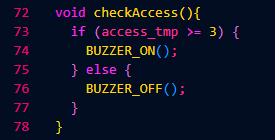 72 void checkAccess(){
73 if (access_tmp >= 3) {
74 BUZZER_ON();
75 } else {
76 BUZZER_OFF();
77 }
78 }